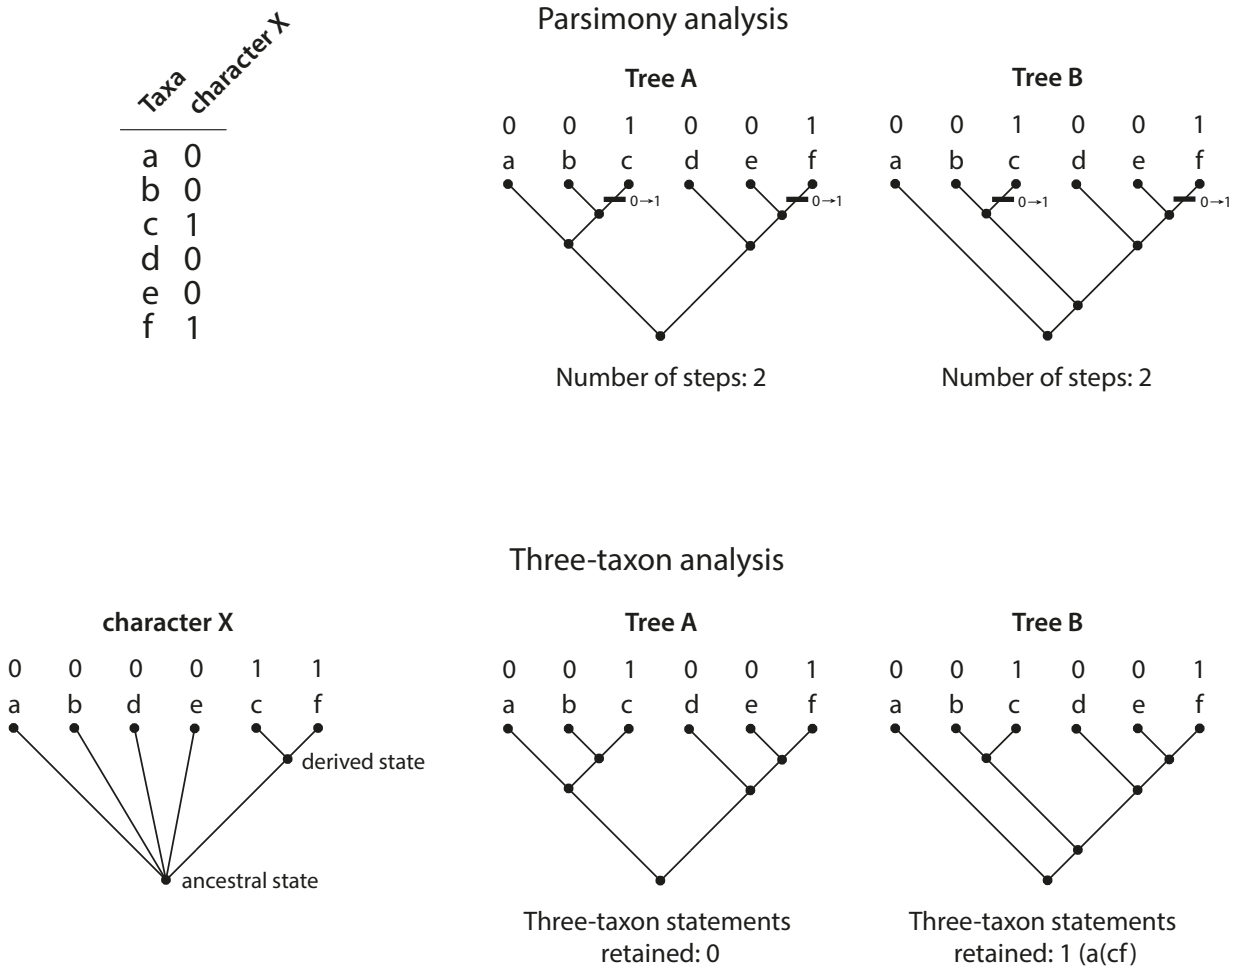 Parsimony analysis
Taxa character X
a 0
b 0
c 1
d 0
e 0
f 1
Tree A
0 0 1 0 0 1
a b c d e f
0→1 0→1
Number of steps: 2
Tree B
0 0 1 0 0 1
a b c d e f
0→1 0→1
Number of steps: 2
Three-taxon analysis
character X
0 0 0 0 1 1
a b d e c f
derived state
ancestral state
Tree A
0 0 1 0 0 1
a b c d e f
Three-taxon statements
retained: 0
Tree B
0 0 1 0 0 1
a b c d e f
Three-taxon statements
retained: 1 (a(cf)